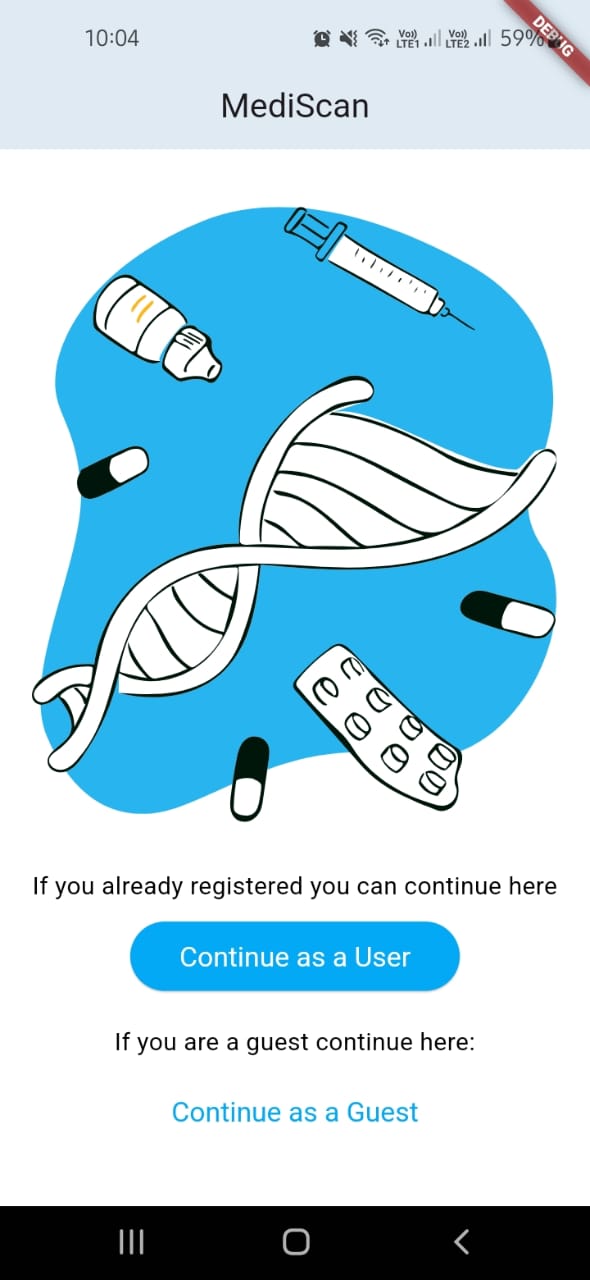 10:04
Vo)) LTE1 Vo)) LTE2 59%
DEBUG
MediScan
If you already registered you can continue here
Continue as a User
If you are a guest continue here:
Continue as a Guest